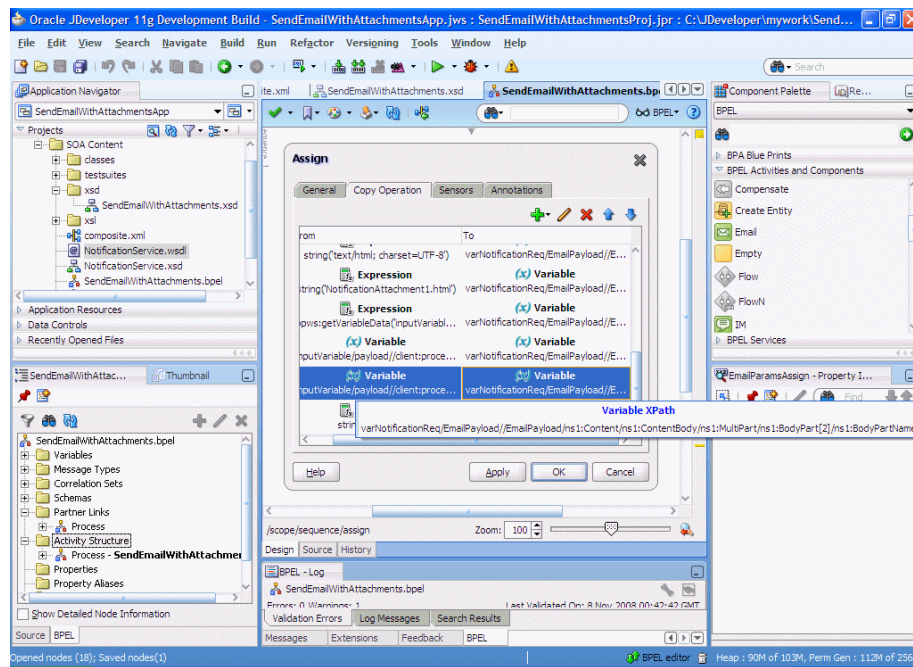 Oracle JDeveloper 11g Development Build - SendEmailWithAttachmentsApp.jws : SendEmailWithAttachmentsProj.jpr : C:\JDeveloper\mywork\Send...
File Edit View Search Navigate Build Run Refactor Versioning Tools Window Help
Search
Application Navigator
ite.xml
SendEmailWithAttachments.xsd
SendEmailWithAttachments.bpe
Component Palette
Re...
SendEmailWithAttachmentsApp
BPEL
BPEL
Projects
SOA Content
classes
testsuites
xsd
SendEmailWithAttachments.xsd
xsl
composite.xml
NotificationService.wsdl
NotificationService.xsd
SendEmailWithAttachments.bpel
Application Resources
Data Controls
Recently Opened Files
Assign
General Copy Operation Sensors Annotations
rom To
string('text/html; charset=UTF-8') varNotificationReq/EmailPayload//E...
Expression (x) Variable
string('NotificationAttachment1.html') varNotificationReq/EmailPayload//E...
Expression (x) Variable
pws:getVariableData('inputVariabl... varNotificationReq/EmailPayload//E...
(x) Variable (x) Variable
nputVariable/payload//client:proce... varNotificationReq/EmailPayload//E...
(x) Variable (x) Variable
nputVariable/payload//client:proce... varNotificationReq/EmailPayload//E...
strin
Variable XPath
varNotificationReq/EmailPayload//EmailPayload/ns1:Content/ns1:ContentBody/ns1:MultiPart/ns1:BodyPart[2]/ns1:BodyPartName
Help Apply OK Cancel
BPA Blue Prints
BPEL Activities and Components
Compensate
Create Entity
Email
Empty
Flow
FlowN
IM
BPEL Services
SendEmailWithAttac...
Thumbnail
EmailParamsAssign - Property I...
Find
SendEmailWithAttachments.bpel
Variables
Message Types
Correlation Sets
Schemas
Partner Links
Process
Activity Structure
Process - SendEmailWithAttachmer
Properties
Property Aliases
Show Detailed Node Information
Source BPEL
/scope/sequence/assign Zoom: 100
Design Source History
BPEL - Log
SendEmailWithAttachments.bpel
Errors: 0 Warnings: 1 Last Validated On: 8 Nov 2008 00:42:42 GMT
Validation Errors Log Messages Search Results
Messages Extensions Feedback BPEL
Opened nodes (18); Saved nodes(1) BPEL editor Heap : 90M of 103M, Perm Gen : 112M of 256